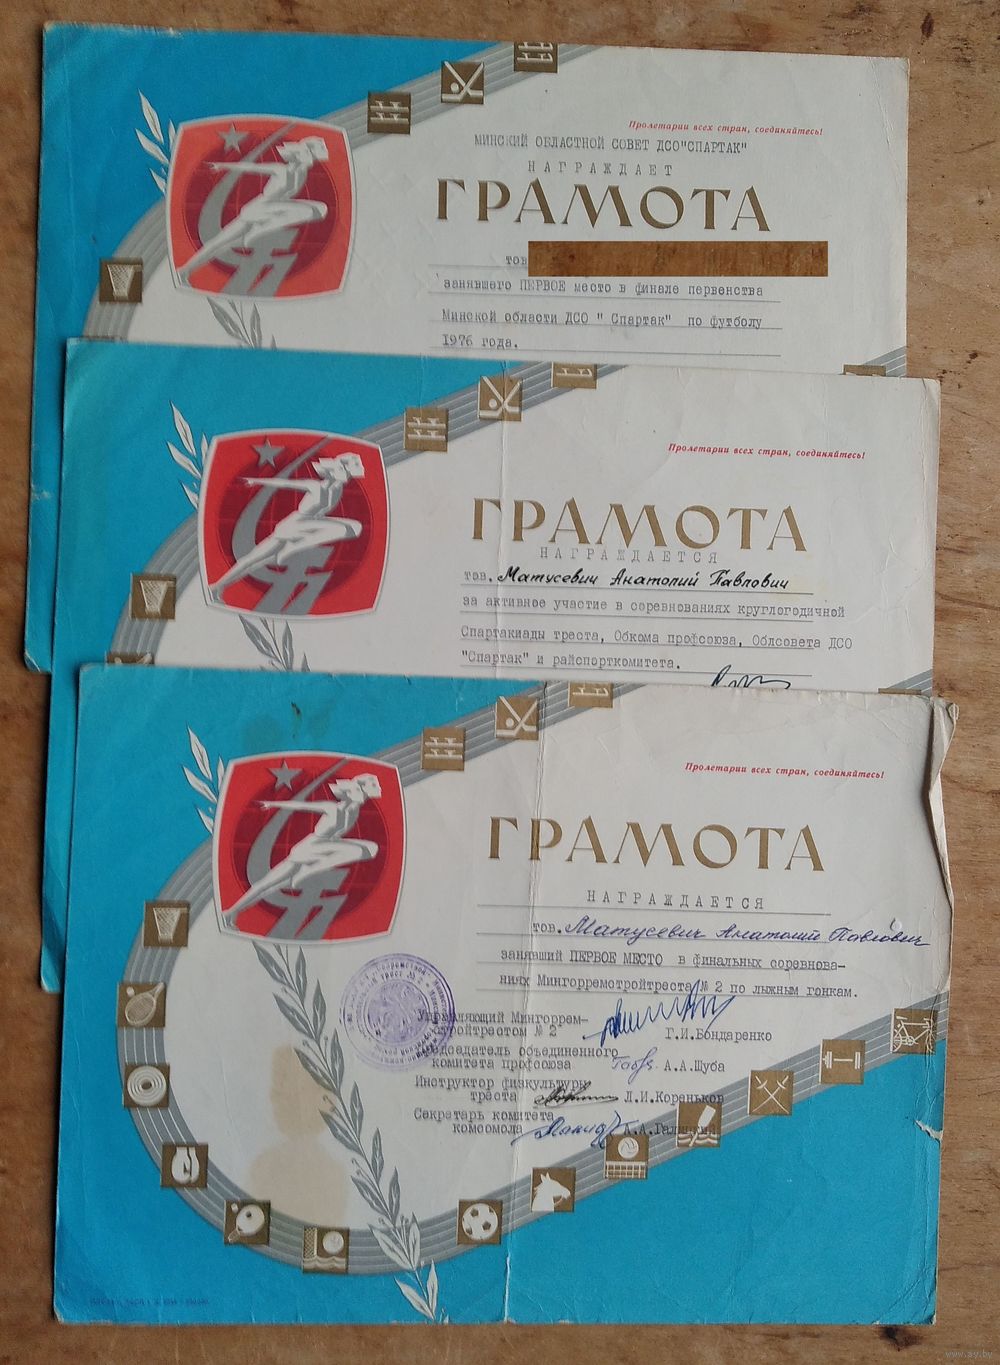 Пролетарии всех стран, соединяйтесь!
МИНСКИЙ ОБЛАСТНОЙ СОВЕТ ДСО"СПАРТАК"
НАГРАЖДАЕТ
ГРАМОТА
тов
занявшего ПЕРВОЕ место в финале первенства
Минской области ДСО " Спартак" по футболу
1976 года.
Пролетарии всех стран, соединяйтесь!
ГРАМОТА
НАГРАЖДАЕТСЯ
тов. Матусевич Анатолий Павлович
за активное участие в соревнованиях круглогодичной
Спартакиады треста, Обкома профсоюза, Облсовета ДСО
"Спартак" и райспорткомитета.
Пролетарии всех стран, соединяйтесь!
ГРАМОТА
НАГРАЖДАЕТСЯ
тов. Матусевич Анатолий Павлович
занявший ПЕРВОЕ МЕСТО в финальных соревнова-
ниях Мингорремстройтреста № 2 по лыжным гонкам.
Управляющий Мингоррем-
стройтрестом № 2 Г.И.Бондаренко
Председатель объединенного
комитета профсоюза А.А.Шуба
Инструктор физкультуры
треста Л.И.Кореньков
Секретарь комитета
комсомола
www.ay.by